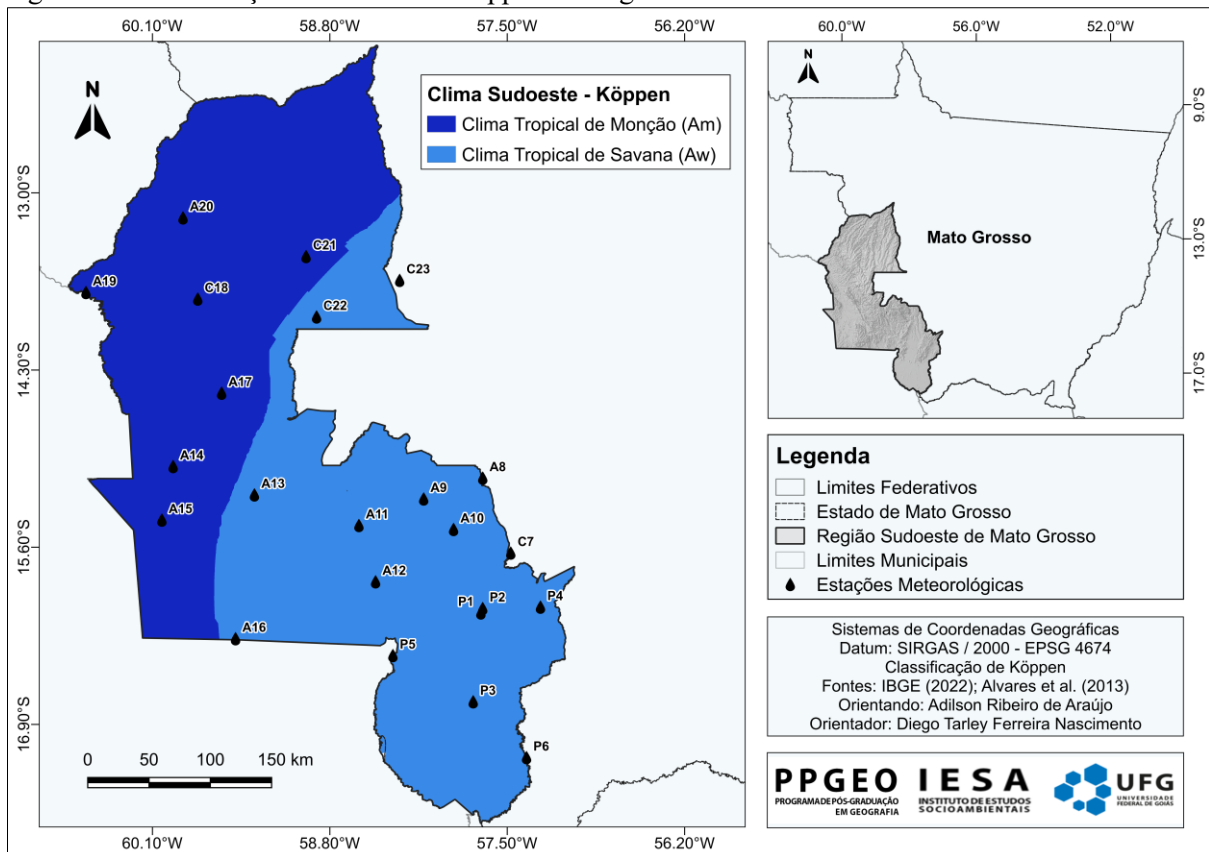 60.10°W 58.80°W 57.50°W 56.20°W
Clima Sudoeste - Köppen
Clima Tropical de Monção (Am)
Clima Tropical de Savana (Aw)
N
13.00°S
14.30°S
15.60°S
16.90°S
A20
C21
C23
A19
C18
C22
A17
A14
A13
A8
A9
A15
A11
A10
C7
A12
P1
P2
P4
A16
P5
P3
P6
0 50 100 150 km
60.10°W 58.80°W 57.50°W 56.20°W
60.0°W 56.0°W 52.0°W
N
9.0°S
13.0°S
17.0°S
Mato Grosso
Legenda
Limites Federativos
Estado de Mato Grosso
Região Sudoeste de Mato Grosso
Limites Municipais
Estações Meteorológicas
Sistemas de Coordenadas Geográficas
Datum: SIRGAS / 2000 - EPSG 4674
Classificação de Köppen
Fontes: IBGE (2022); Alvares et al. (2013)
Orientando: Adilson Ribeiro de Araújo
Orientador: Diego Tarley Ferreira Nascimento
PPGEO
PROGRAMA DE PÓS-GRADUAÇÃO
EM GEOGRAFIA
IESA
INSTITUTO DE ESTUDOS
SOCIOAMBIENTAIS
UFG
UNIVERSIDADE
FEDERAL DE GOIÁS